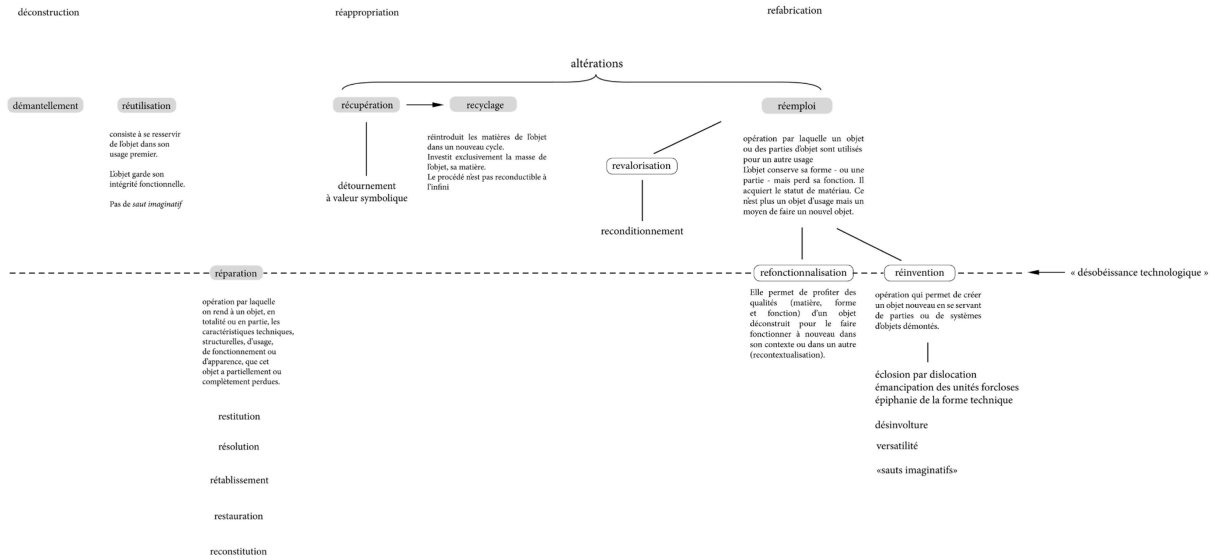 déconstruction
réappropriation
refabrication
altérations
démantellement
réutilisation
récupération
recyclage
réemploi
consiste à se resservir
de l'objet dans son
usage premier.
L'objet garde son
intégrité fonctionnelle.
Pas de saut imaginatif
réintroduit les matières de l'objet
dans un nouveau cycle.
Investit exclusivement la masse de
l'objet, sa matière.
Le procédé n'est pas reconductible à
l'infini
opération par laquelle un objet
ou des parties d'objet sont utilisés
pour un autre usage
L'objet conserve sa forme - ou une
partie - mais perd sa fonction. Il
acquiert le statut de matériau. Ce
n'est plus un objet d'usage mais un
moyen de faire un nouvel objet.
revalorisation
détournement
à valeur symbolique
reconditionnement
réparation
refonctionnalisation
réinvention
« désobéissance technologique »
opération par laquelle
on rend à un objet, en
totalité ou en partie, les
caractéristiques techniques,
structurelles, d'usage,
de fonctionnement ou
d'apparence, que cet
objet a partiellement ou
complètement perdues.
Elle permet de profiter des
qualités (matière, forme
et fonction) d'un objet
déconstruit pour le faire
fonctionner à nouveau dans
son contexte ou dans un autre
(recontextualisation).
opération qui permet de créer
un objet nouveau en se servant
de parties ou de systèmes
d'objets démontés.
éclosion par dislocation
émancipation des unités forcloses
épiphanie de la forme technique
désinvolture
versatilité
«sauts imaginatifs»
restitution
résolution
rétablissement
restauration
reconstitution